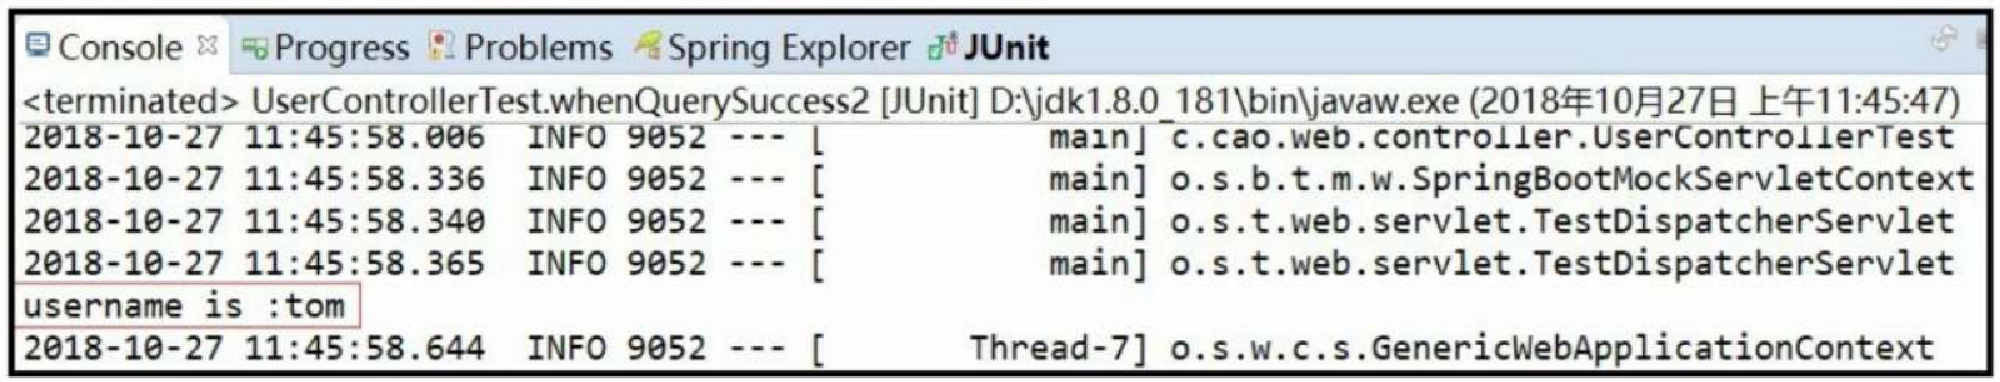 Console Progress Problems Spring Explorer JUnit
<terminated> UserControllerTest.whenQuerySuccess2 [JUnit] D:\jdk1.8.0_181\bin\javaw.exe (2018年10月27日 上午11:45:47)
2018-10-27 11:45:58.006  INFO 9052 --- [           main] c.cao.web.controller.UserControllerTest
2018-10-27 11:45:58.336  INFO 9052 --- [           main] o.s.b.t.m.w.SpringBootMockServletContext
2018-10-27 11:45:58.340  INFO 9052 --- [           main] o.s.t.web.servlet.TestDispatcherServlet
2018-10-27 11:45:58.365  INFO 9052 --- [           main] o.s.t.web.servlet.TestDispatcherServlet
username is :tom
2018-10-27 11:45:58.644  INFO 9052 --- [       Thread-7] o.s.w.c.s.GenericWebApplicationContext